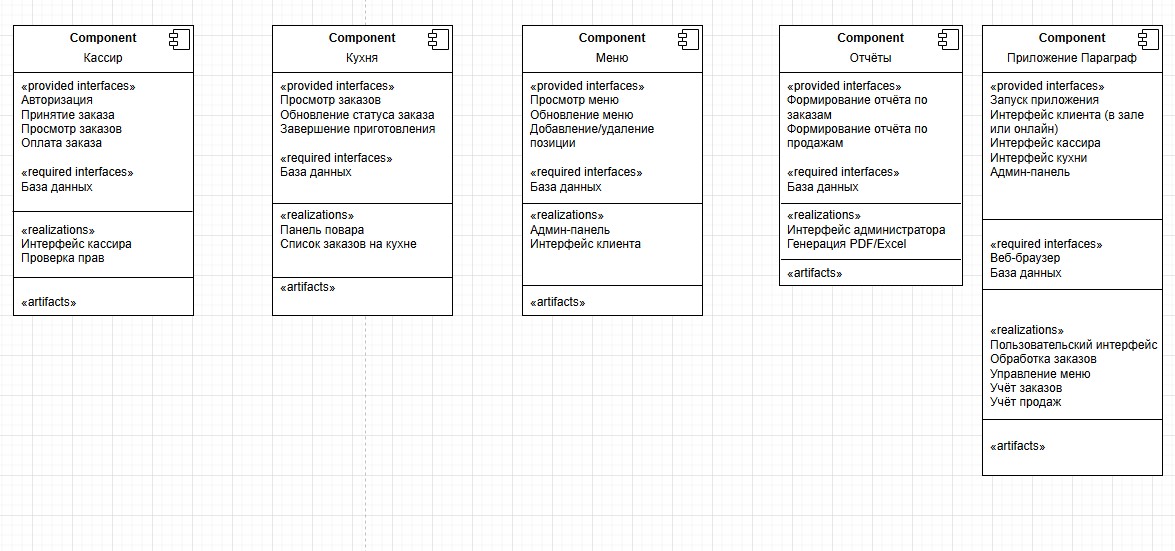 Component
Кассир
«provided interfaces»
Авторизация
Принятие заказа
Просмотр заказов
Оплата заказа
«required interfaces»
База данных
«realizations»
Интерфейс кассира
Проверка прав
«artifacts»
Component
Кухня
«provided interfaces»
Просмотр заказов
Обновление статуса заказа
Завершение приготовления
«required interfaces»
База данных
«realizations»
Панель повара
Список заказов на кухне
«artifacts»
Component
Меню
«provided interfaces»
Просмотр меню
Обновление меню
Добавление/удаление
позиции
«required interfaces»
База данных
«realizations»
Админ-панель
Интерфейс клиента
«artifacts»
Component
Отчёты
«provided interfaces»
Формирование отчёта по
заказам
Формирование отчёта по
продажам
«required interfaces»
База данных
«realizations»
Интерфейс администратора
Генерация PDF/Excel
«artifacts»
Component
Приложение Параграф
«provided interfaces»
Запуск приложения
Интерфейс клиента (в зале
или онлайн)
Интерфейс кассира
Интерфейс кухни
Админ-панель
«required interfaces»
Веб-браузер
База данных
«realizations»
Пользовательский интерфейс
Обработка заказов
Управление меню
Учёт заказов
Учёт продаж
«artifacts»